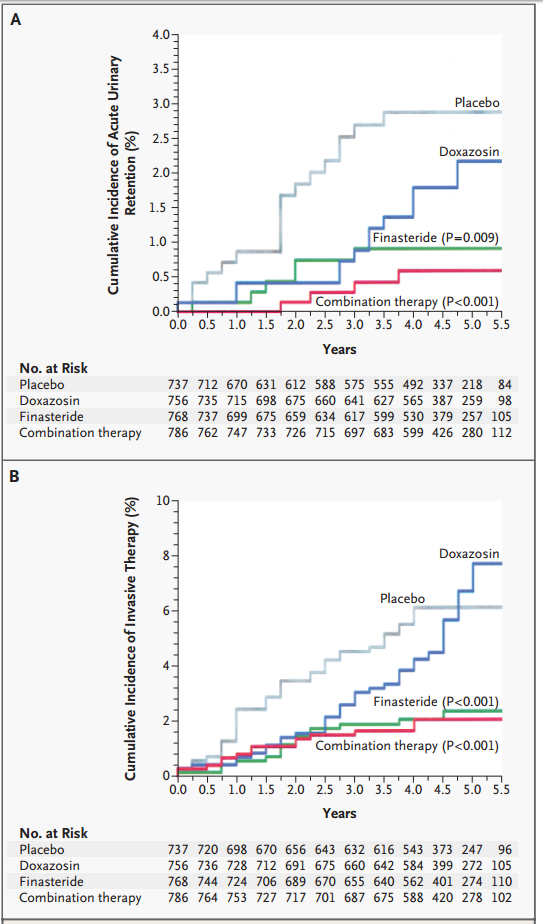 A
Cumulative Incidence of Acute Urinary
Retention (%)
4.0
3.5
3.0
2.5
2.0
1.5
1.0
0.5
0.0
Placebo
Doxazosin
Finasteride (P=0.009)
Combination therapy (P<0.001)
0.0 0.5 1.0 1.5 2.0 2.5 3.0 3.5 4.0 4.5 5.0 5.5
Years
No. at Risk
Placebo 737 712 670 631 612 588 575 555 492 337 218 84
Doxazosin 756 735 715 698 675 660 641 627 565 387 259 98
Finasteride 768 737 699 675 659 634 617 599 530 379 257 105
Combination therapy 786 762 747 733 726 715 697 683 599 426 280 112
B
Cumulative Incidence of Invasive Therapy (%)
10
8
6
4
2
0
Doxazosin
Placebo
Finasteride (P<0.001)
Combination therapy (P<0.001)
0.0 0.5 1.0 1.5 2.0 2.5 3.0 3.5 4.0 4.5 5.0 5.5
Years
No. at Risk
Placebo 737 720 698 670 656 643 632 616 543 373 247 96
Doxazosin 756 736 728 712 691 675 660 642 584 399 272 105
Finasteride 768 744 724 706 689 670 655 640 562 401 274 110
Combination therapy 786 764 753 727 717 701 687 675 588 420 278 102